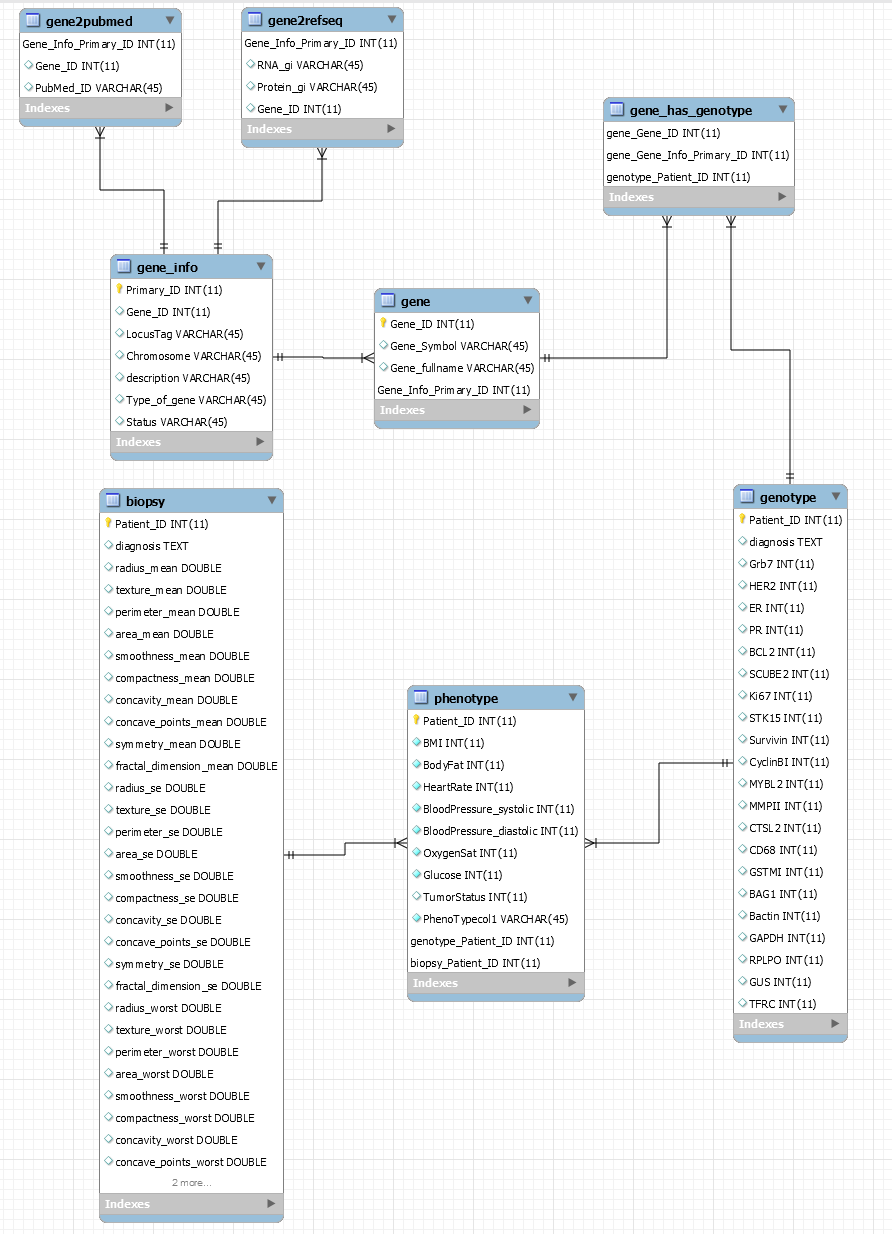 gene2pubmed
Gene_Info_Primary_ID INT(11)
Gene_ID INT(11)
PubMed_ID VARCHAR(45)
Indexes
gene2refseq
Gene_Info_Primary_ID INT(11)
RNA_gi VARCHAR(45)
Protein_gi VARCHAR(45)
Gene_ID INT(11)
Indexes
gene_has_genotype
gene_Gene_ID INT(11)
gene_Gene_Info_Primary_ID INT(11)
genotype_Patient_ID INT(11)
Indexes
gene_info
Primary_ID INT(11)
Gene_ID INT(11)
LocusTag VARCHAR(45)
Chromosome VARCHAR(45)
description VARCHAR(45)
Type_of_gene VARCHAR(45)
Status VARCHAR(45)
Indexes
gene
Gene_ID INT(11)
Gene_Symbol VARCHAR(45)
Gene_fullname VARCHAR(45)
Gene_Info_Primary_ID INT(11)
Indexes
biopsy
Patient_ID INT(11)
diagnosis TEXT
radius_mean DOUBLE
texture_mean DOUBLE
perimeter_mean DOUBLE
area_mean DOUBLE
smoothness_mean DOUBLE
compactness_mean DOUBLE
concavity_mean DOUBLE
concave_points_mean DOUBLE
symmetry_mean DOUBLE
fractal_dimension_mean DOUBLE
radius_se DOUBLE
texture_se DOUBLE
perimeter_se DOUBLE
area_se DOUBLE
smoothness_se DOUBLE
compactness_se DOUBLE
concavity_se DOUBLE
concave_points_se DOUBLE
symmetry_se DOUBLE
fractal_dimension_se DOUBLE
radius_worst DOUBLE
texture_worst DOUBLE
perimeter_worst DOUBLE
area_worst DOUBLE
smoothness_worst DOUBLE
compactness_worst DOUBLE
concavity_worst DOUBLE
concave_points_worst DOUBLE
2 more...
Indexes
phenotype
Patient_ID INT(11)
BMI INT(11)
BodyFat INT(11)
HeartRate INT(11)
BloodPressure_systolic INT(11)
BloodPressure_diastolic INT(11)
OxygenSat INT(11)
Glucose INT(11)
TumorStatus INT(11)
PhenoTypecol1 VARCHAR(45)
genotype_Patient_ID INT(11)
biopsy_Patient_ID INT(11)
Indexes
genotype
Patient_ID INT(11)
diagnosis TEXT
Grb7 INT(11)
HER2 INT(11)
ER INT(11)
PR INT(11)
BCL2 INT(11)
SCUBE2 INT(11)
Ki67 INT(11)
STK15 INT(11)
Survivin INT(11)
CyclinBI INT(11)
MYBL2 INT(11)
MMPII INT(11)
CTSL2 INT(11)
CD68 INT(11)
GSTMI INT(11)
BAG1 INT(11)
Bactin INT(11)
GAPDH INT(11)
RPLPO INT(11)
GUS INT(11)
TFRC INT(11)
Indexes